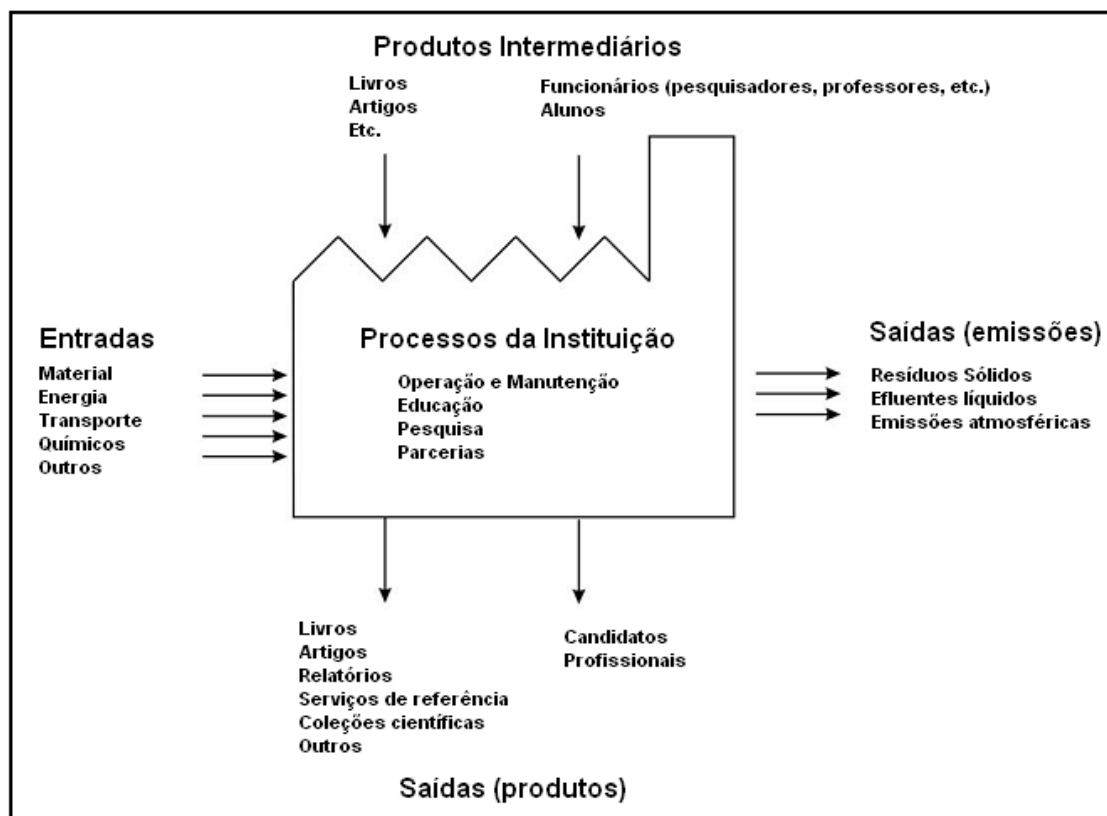 Produtos Intermediários
Livros
Artigos
Etc.
Funcionários (pesquisadores, professores, etc.)
Alunos
Entradas
Material
Energia
Transporte
Químicos
Outros
Processos da Instituição
Operação e Manutenção
Educação
Pesquisa
Parcerias
Saídas (emissões)
Resíduos Sólidos
Efluentes líquidos
Emissões atmosféricas
Livros
Artigos
Relatórios
Serviços de referência
Coleções científicas
Outros
Candidatos
Profissionais
Saídas (produtos)